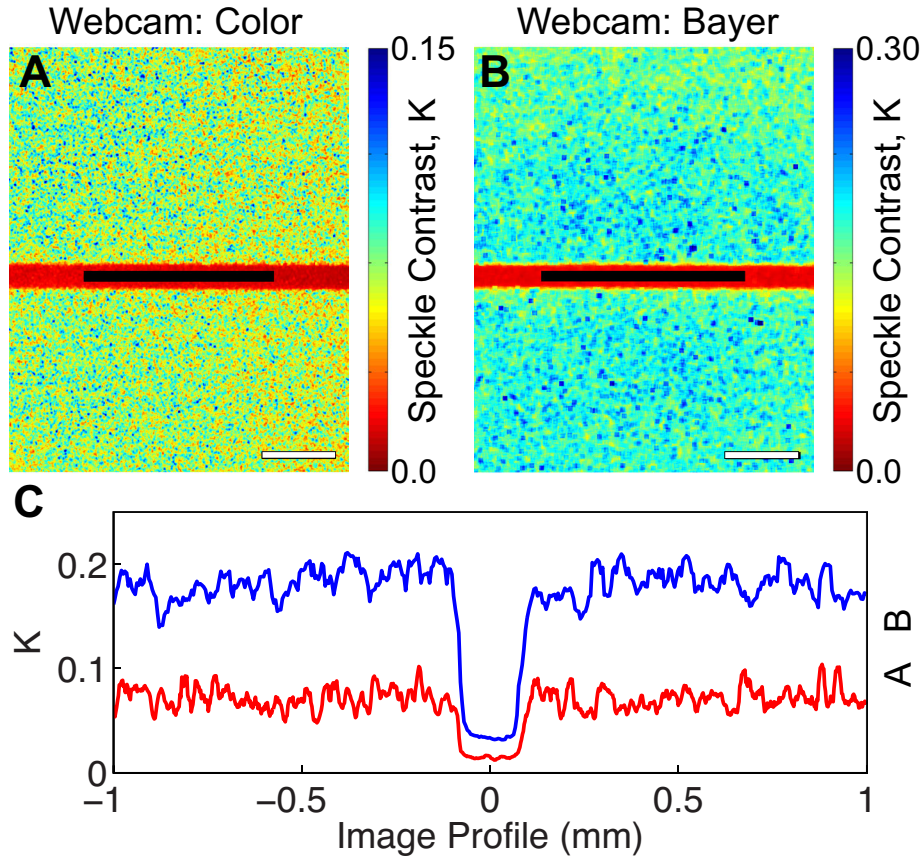 Webcam: Color
Webcam: Bayer
A
0.15
Speckle Contrast, K
0.0
B
0.30
Speckle Contrast, K
0.0
C
0.2
0.1
0
K
B
A
−1
−0.5
0
0.5
1
Image Profile (mm)